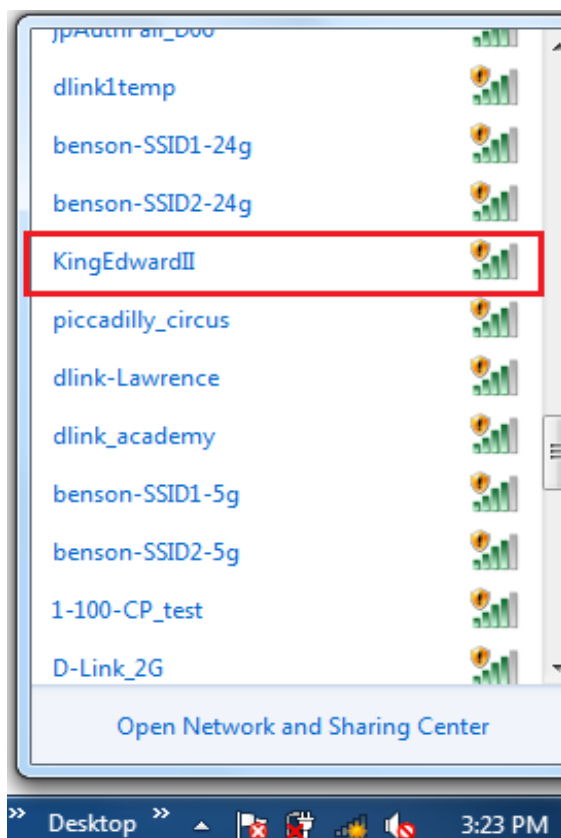 dlink1temp
benson-SSID1-24g
benson-SSID2-24g
KingEdwardII
piccadilly_circus
dlink-Lawrence
dlink_academy
benson-SSID1-5g
benson-SSID2-5g
1-100-CP_test
D-Link_2G
Open Network and Sharing Center
» Desktop » 3:23 PM